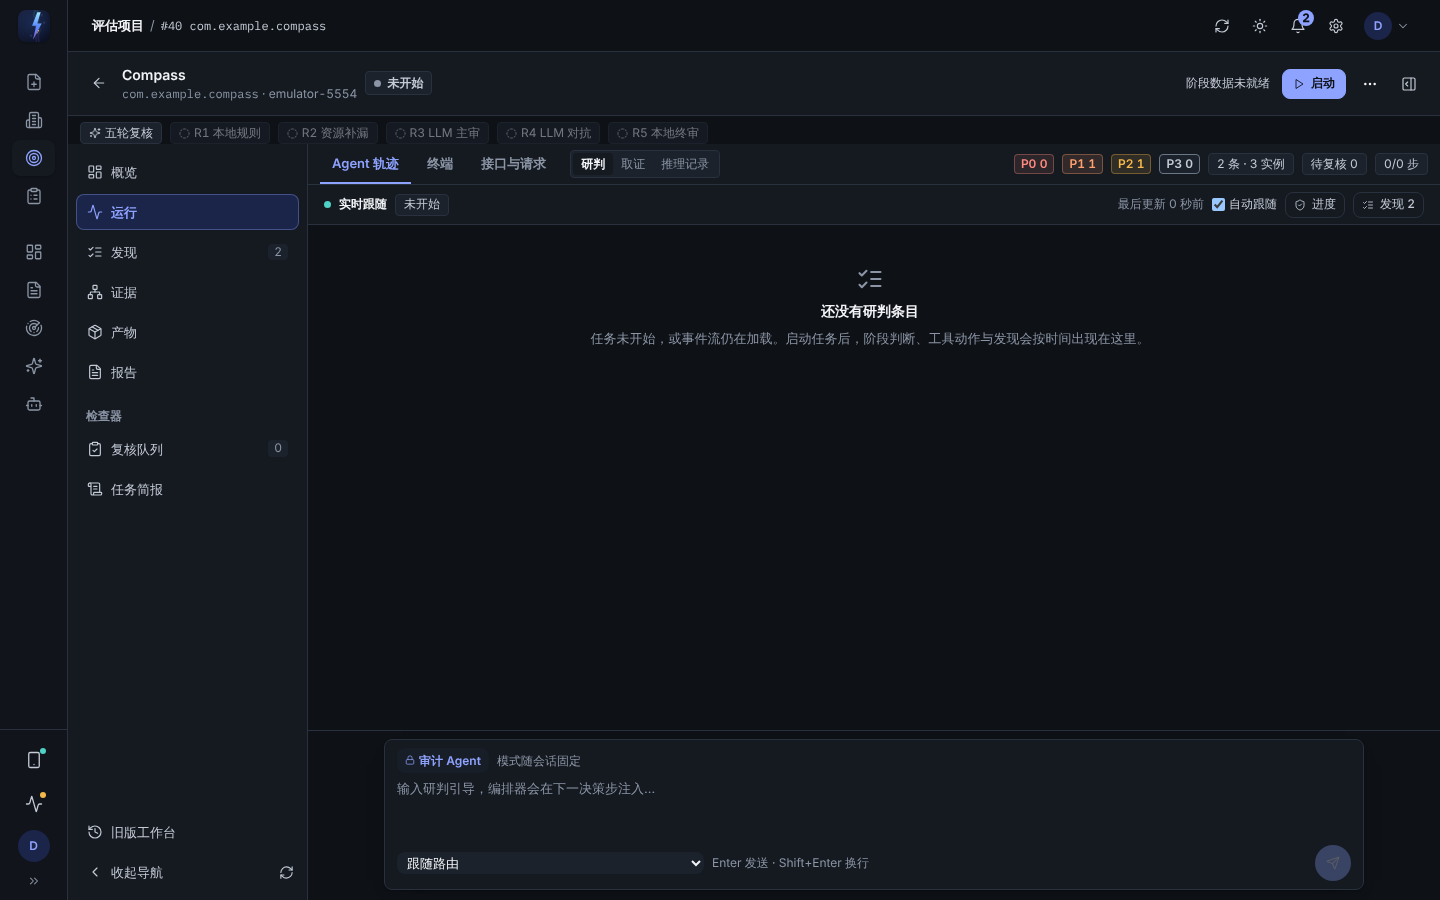 评估项目 / #40 com.example.compass
2
D
Compass
com.example.compass · emulator-5554
未开始
阶段数据未就绪
启动
五轮复核
R1 本地规则
R2 资源补漏
R3 LLM 主审
R4 LLM 对抗
R5 本地终审
概览
运行
发现 2
证据
产物
报告
检查器
复核队列 0
任务简报
旧版工作台
收起导航
D
Agent 轨迹
终端
接口与请求
研判
取证
推理记录
P0 0
P1 1
P2 1
P3 0
2 条 · 3 实例
待复核 0
0/0 步
实时跟随
未开始
最后更新 0 秒前
自动跟随
进度
发现 2
还没有研判条目
任务未开始，或事件流仍在加载。启动任务后，阶段判断、工具动作与发现会按时间出现在这里。
审计 Agent
模式随会话固定
输入研判引导，编排器会在下一决策步注入...
跟随路由
Enter 发送 · Shift+Enter 换行